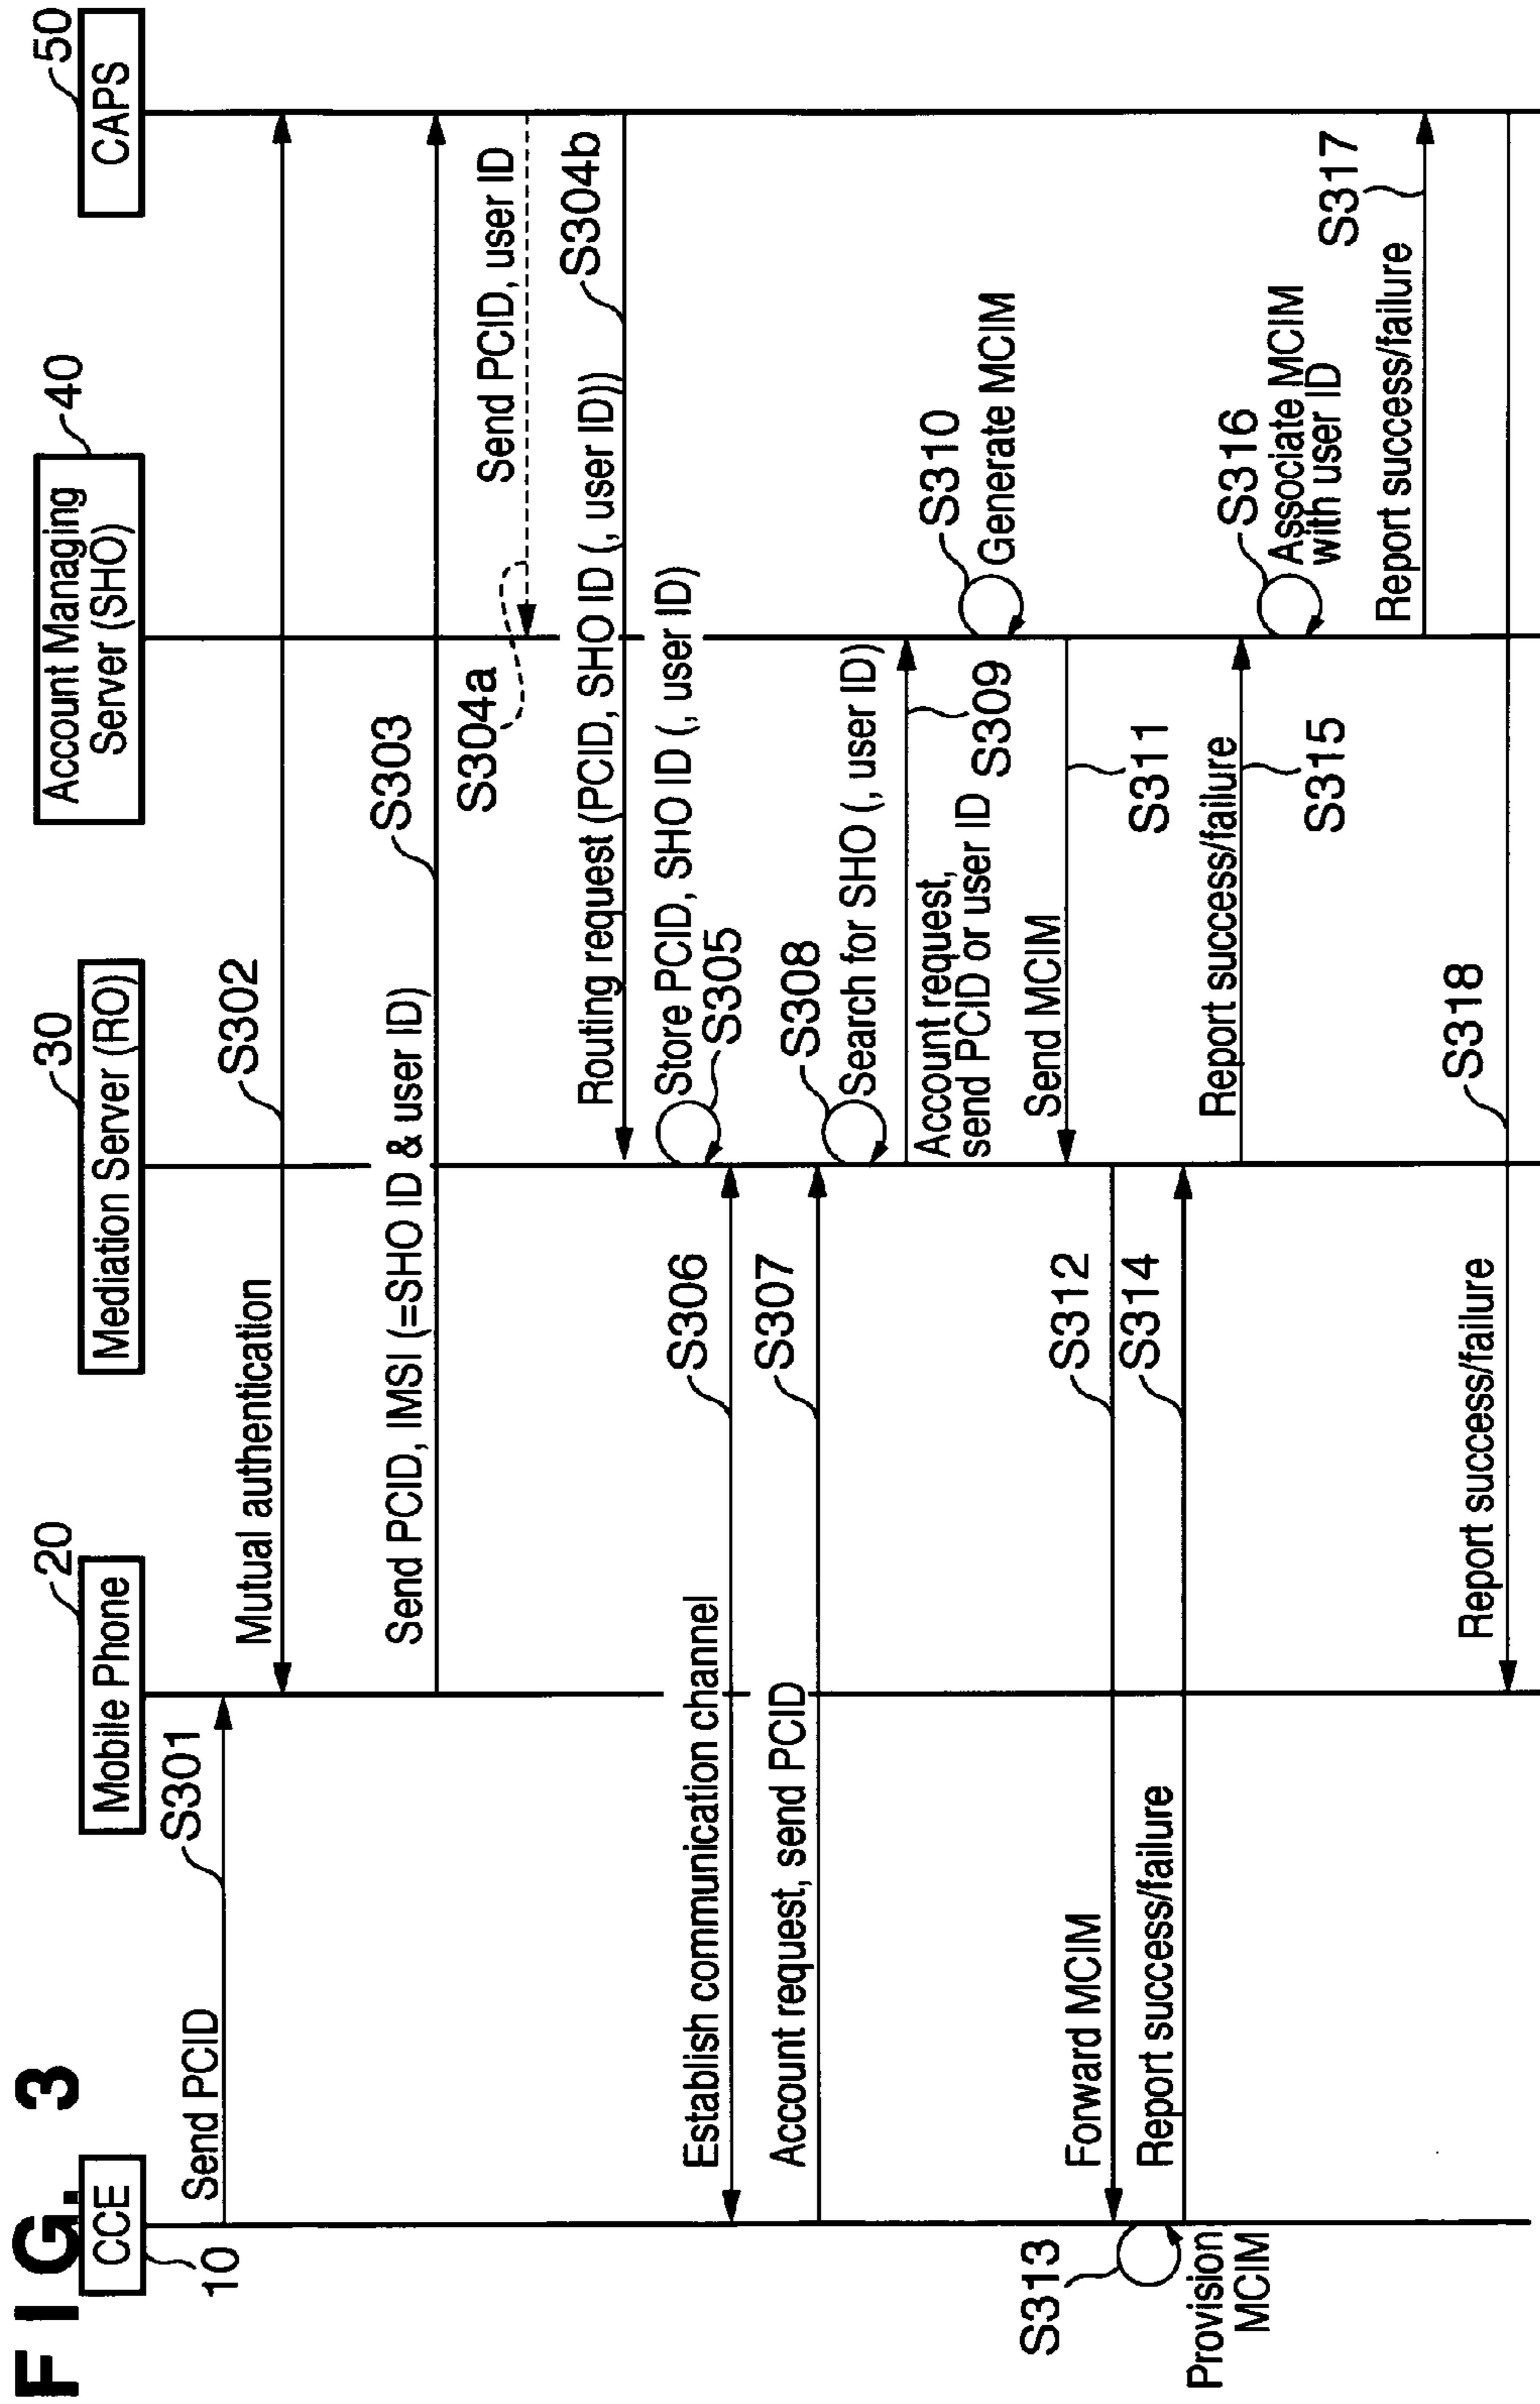 FIG. 3
CCE
10
Mobile Phone
20
Mediation Server (RO)
30
Account Managing
Server (SHO)
40
CAPS
50
Send PCID
S301
Mutual authentication
S302
Send PCID, IMSI (=SHO ID & user ID)
S303
S304a
Send PCID, user ID
Routing request (PCID, SHO ID (, user ID))
S304b
Store PCID, SHO ID (, user ID)
S305
Establish communication channel
S306
Account request, send PCID
S307
S308
Search for SHO (, user ID)
Account request,
send PCID or user ID
S309
S310
Generate MCIM
Send MCIM
S311
Forward MCIM
S312
S313
Provision
MCIM
Report success/failure
S314
Report success/failure
S315
S316
Associate MCIM
with user ID
Report success/failure
S317
Report success/failure
S318